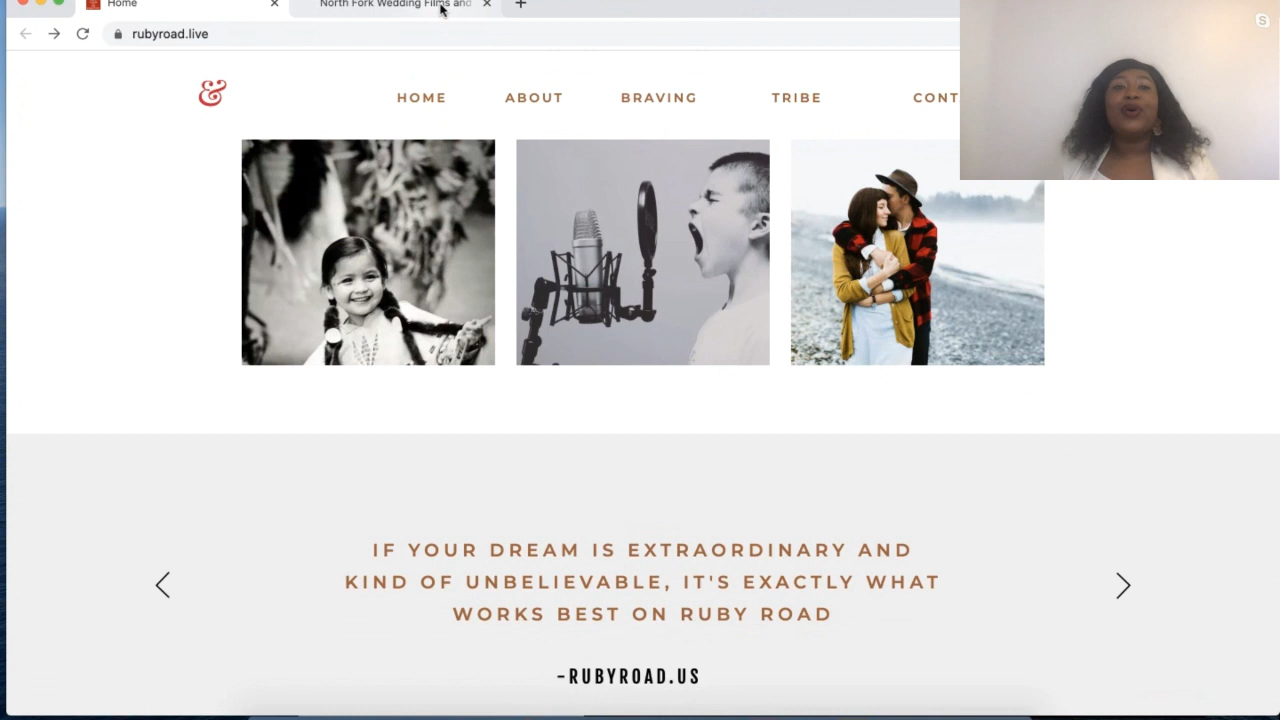 Home
North Fork Wedding Films and
rubyroad.live
&
HOME ABOUT BRAVING TRIBE CONT
IF YOUR DREAM IS EXTRAORDINARY AND
KIND OF UNBELIEVABLE, IT'S EXACTLY WHAT
WORKS BEST ON RUBY ROAD
-RUBYROAD.US